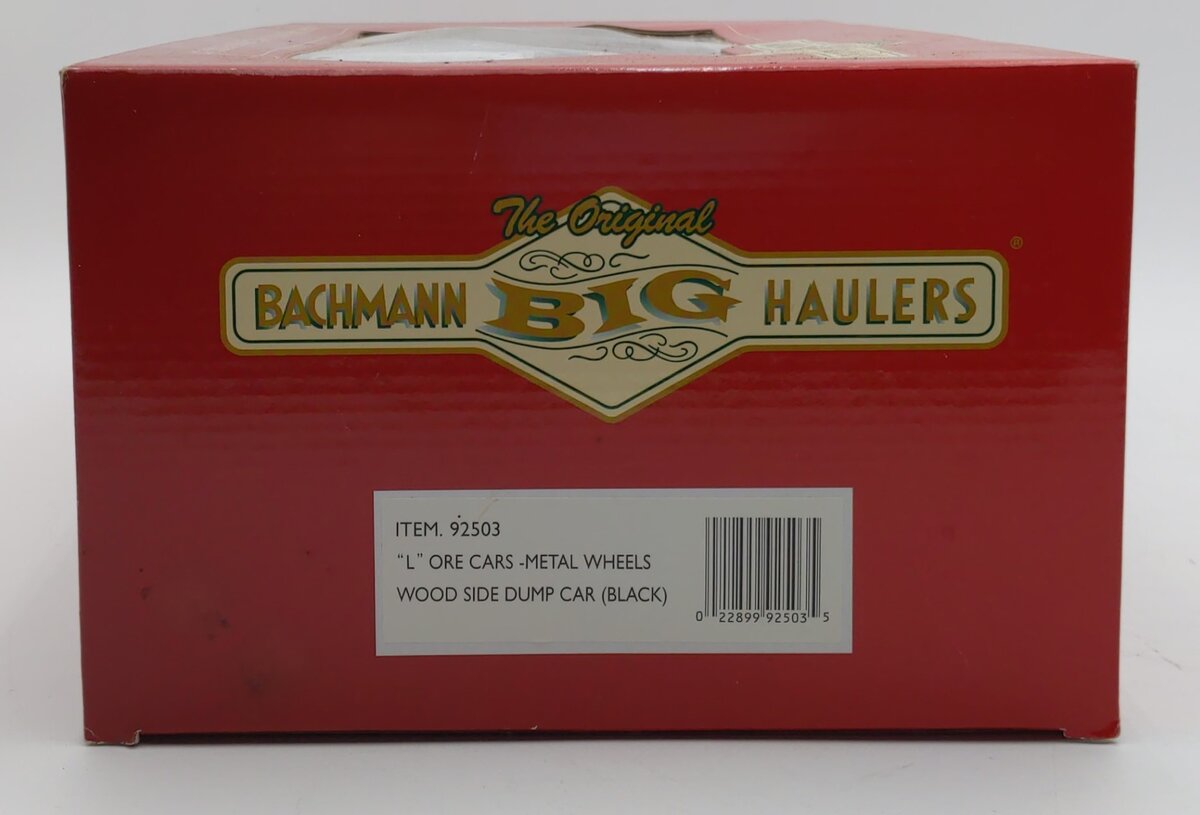 The Original
BACHMANN BIG HAULERS
®
ITEM. 92503
“L” ORE CARS -METAL WHEELS
WOOD SIDE DUMP CAR (BLACK)
0 22899 92503 5